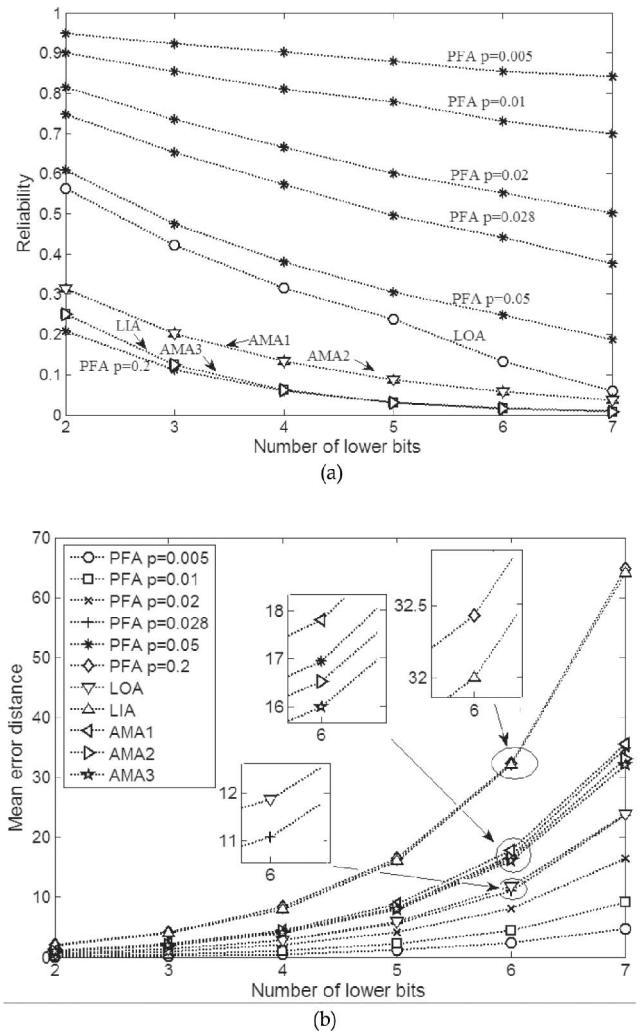 Reliability
1
0.9
0.8
0.7
0.6
0.5
0.4
0.3
0.2
0.1
0
PFA p=0.005
PFA p=0.01
PFA p=0.02
PFA p=0.028
PFA p=0.05
LOA
LIA
AMA1
AMA3
AMA2
PFA p=0.2
2 3 4 5 6 7
Number of lower bits
(a)
Mean error distance
70
60
50
40
30
20
10
0
PFA p=0.005
PFA p=0.01
PFA p=0.02
PFA p=0.028
PFA p=0.05
PFA p=0.2
LOA
LIA
AMA1
AMA2
AMA3
18
17
16
6
32.5
32
6
12
11
6
2 3 4 5 6 7
Number of lower bits
(b)